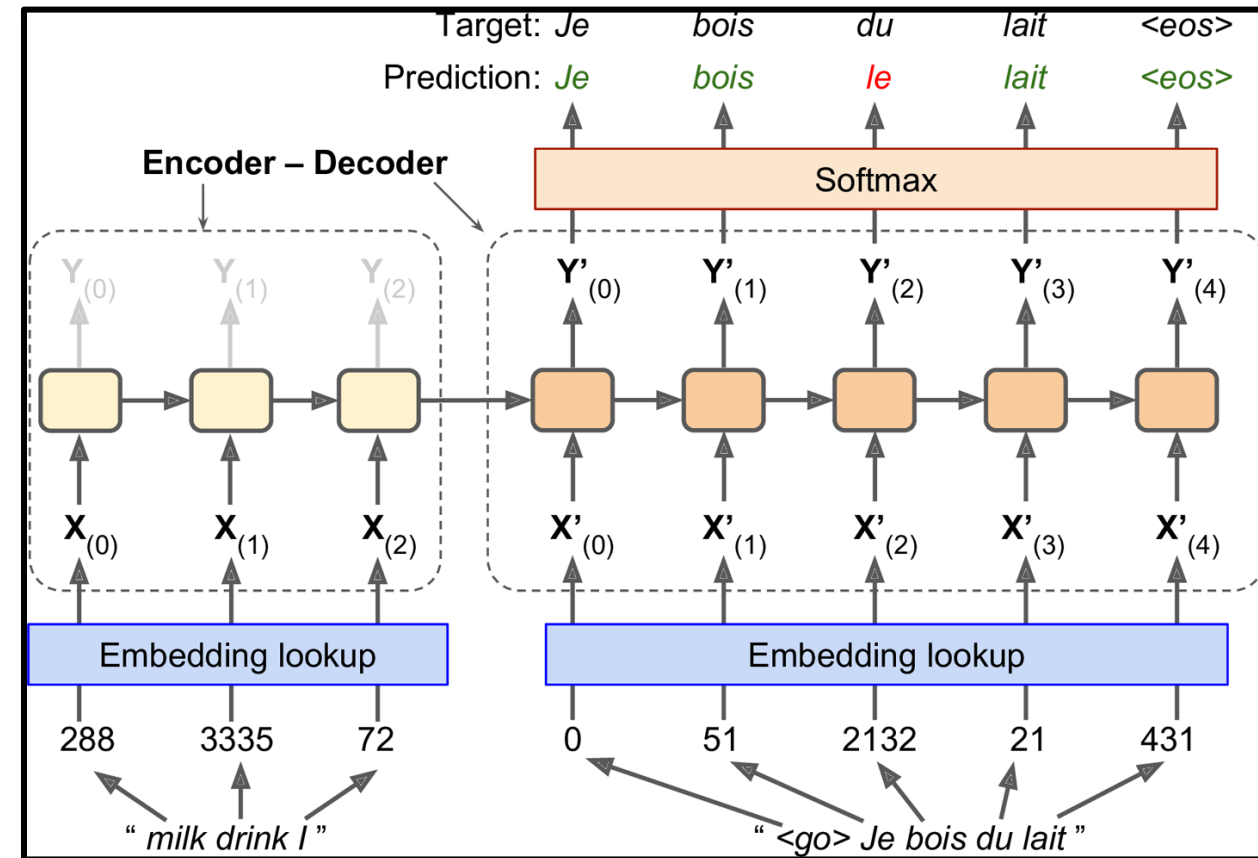 Target: Je bois du lait <eos>
Prediction: Je bois le lait <eos>
Encoder – Decoder
Softmax
Y(0) Y(1) Y(2) Y’(0) Y’(1) Y’(2) Y’(3) Y’(4)
X(0) X(1) X(2) X’(0) X’(1) X’(2) X’(3) X’(4)
Embedding lookup Embedding lookup
288 3335 72 0 51 2132 21 431
“ milk drink I ” “ <go> Je bois du lait ”